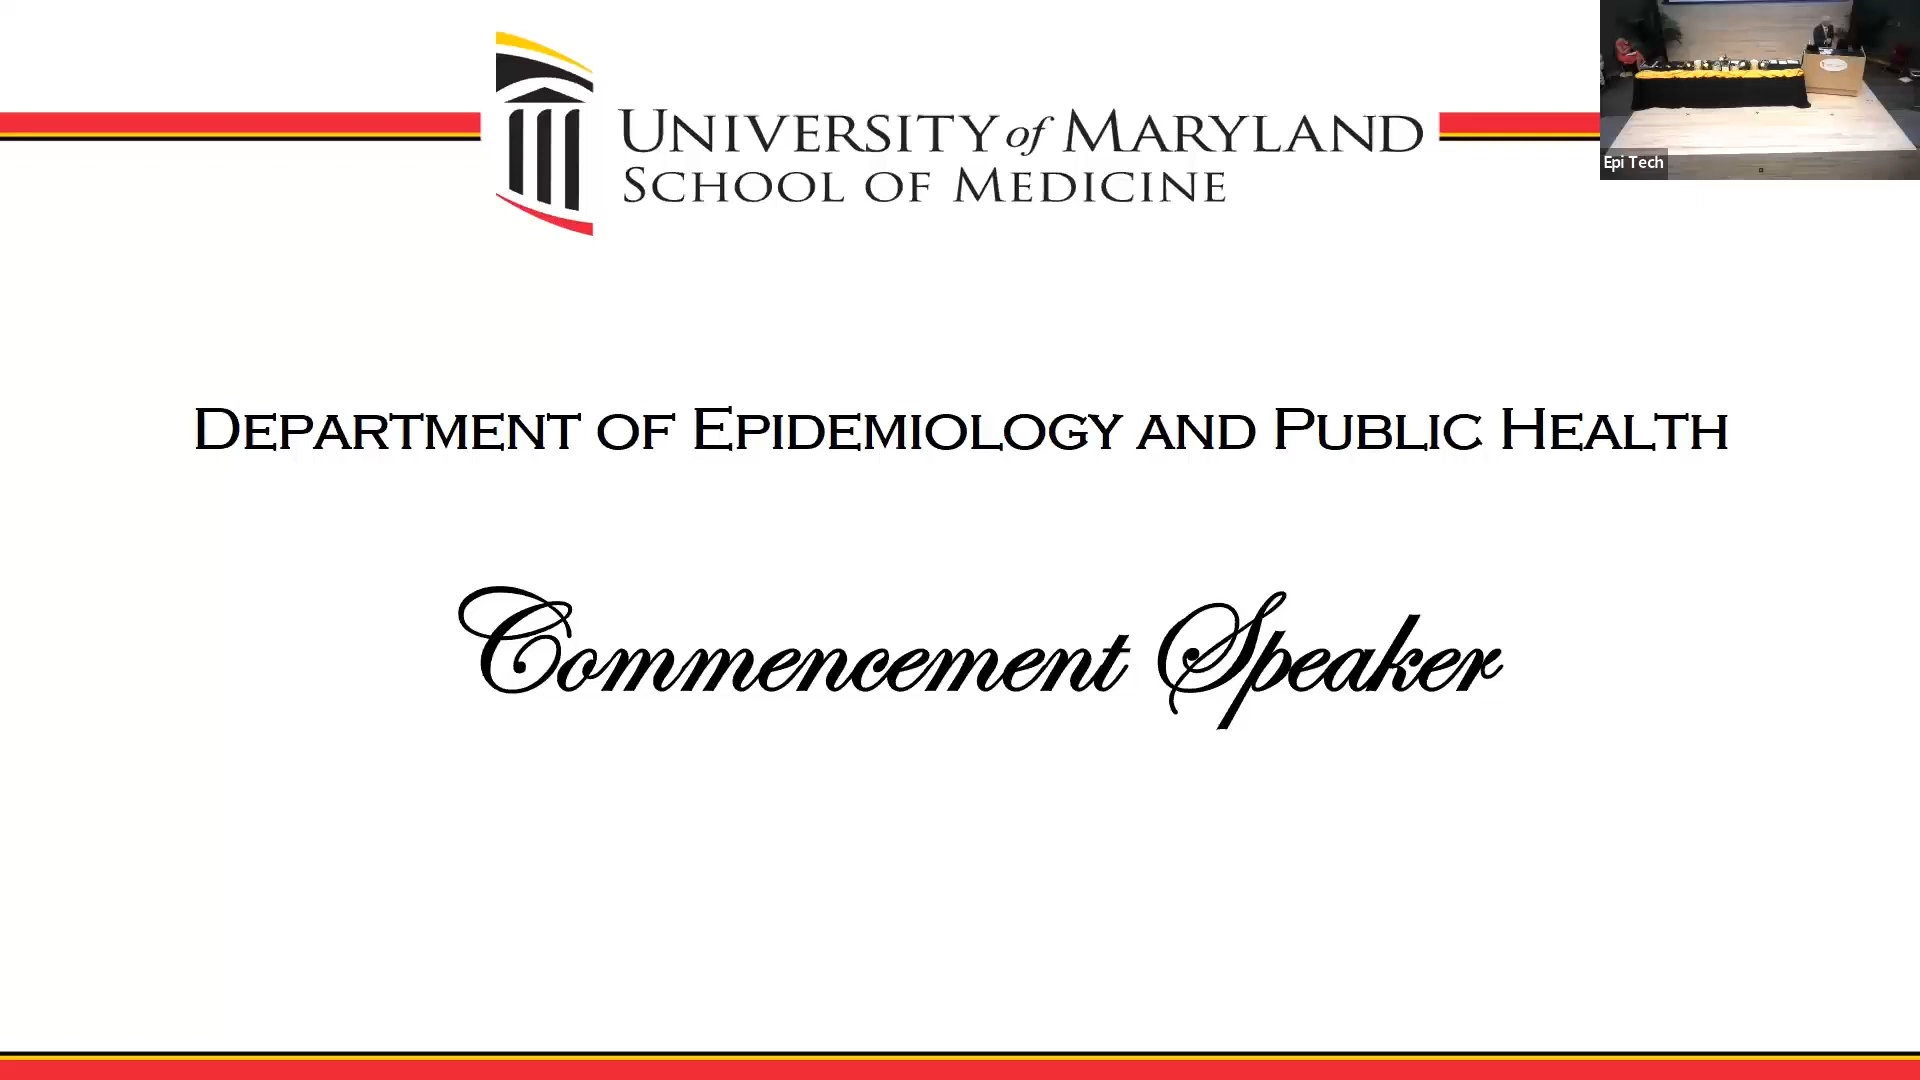 UNIVERSITY of MARYLAND
SCHOOL OF MEDICINE
Epi Tech
DEPARTMENT OF EPIDEMIOLOGY AND PUBLIC HEALTH
Commencement Speaker